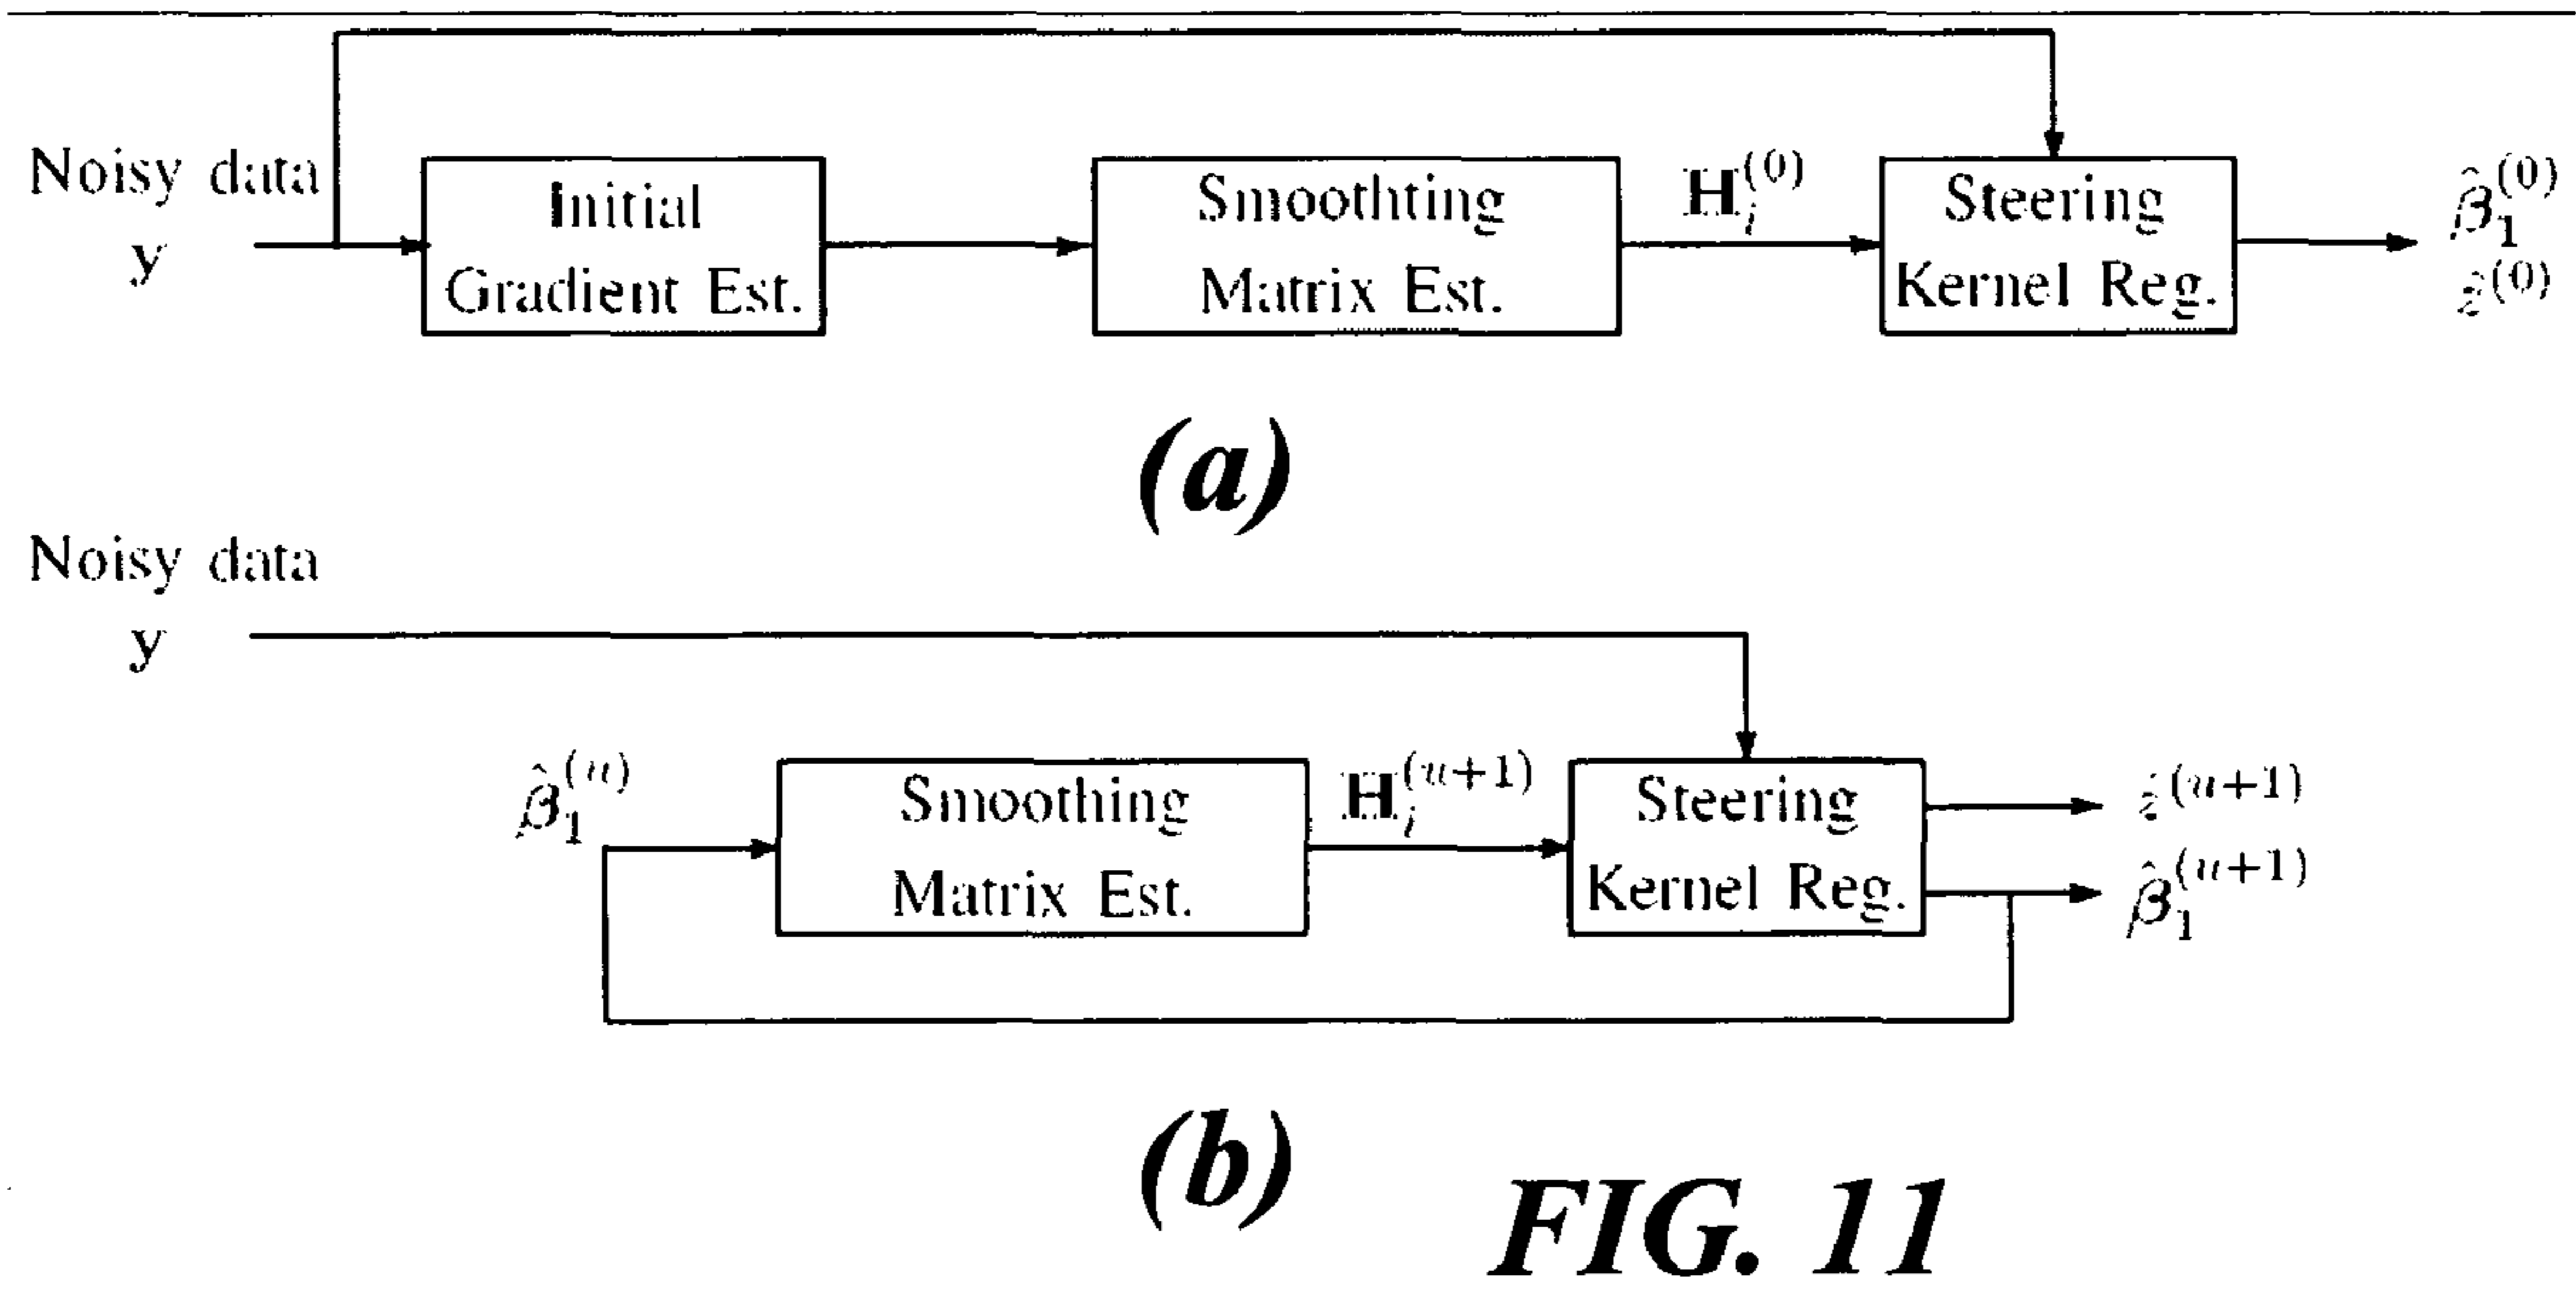 Noisy data
y
Initial
Gradient Est.
Smoothting
Matrix Est.
H_i^(0)
Steering
Kernel Reg.
β̂_1^(0)
ẑ^(0)
(a)
Noisy data
y
β̂_1^(n)
Smoothing
Matrix Est.
H_i^(n+1)
Steering
Kernel Reg.
ẑ^(n+1)
β̂_1^(n+1)
(b)
FIG. 11